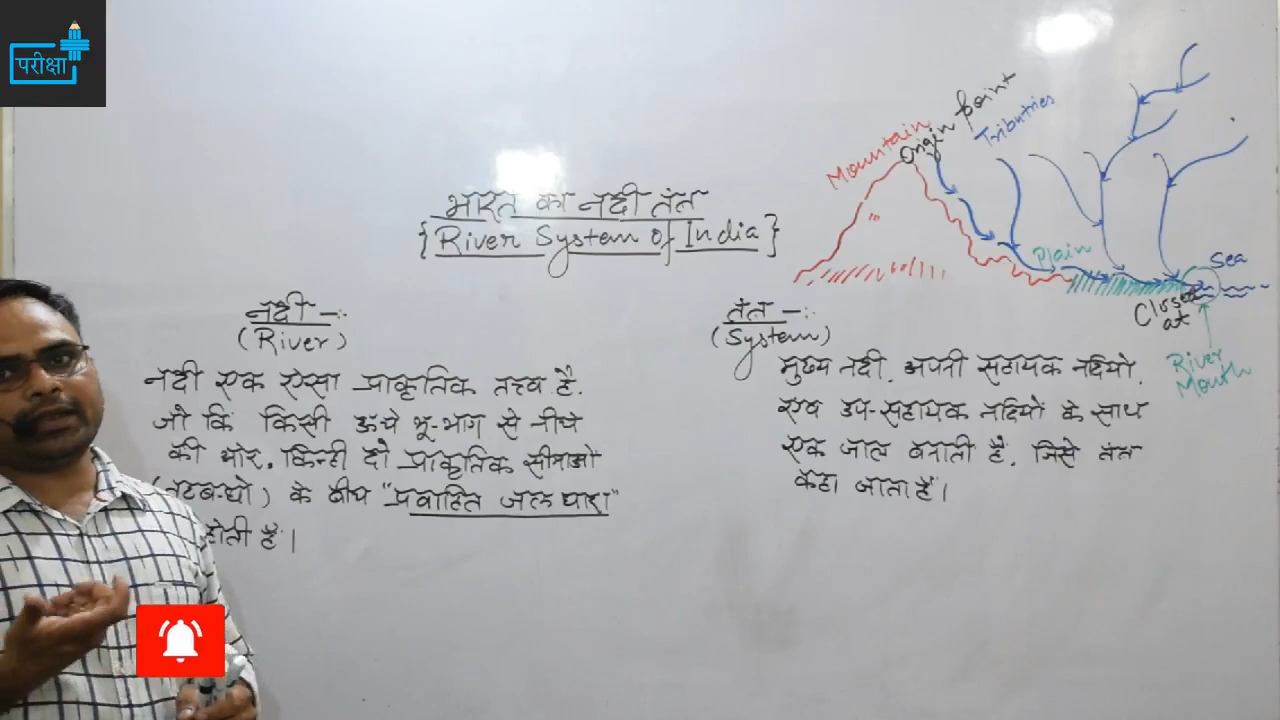 परीक्षा
भारत का नदी तंत्र
{River System of India}
Mountain
Origin point
Tributries
Plain
Sea
Closed at
River Mouth
नदी -:
(River)
नदी एक ऐसा प्राकृतिक तत्त्व है.
जो कि किसी ऊँचे भू-भाग से नीचे
की ओर, किन्ही दो प्राकृतिक सीमाओ
(तटबन्धो) के बीच "प्रवाहित जल धारा"
होती है।
तंत्र -:
(System)
मुख्य नदी, अपनी सहायक नदियो,
एव उप-सहायक नदियों के साथ
एक जाल बनाती है, जिसे तंत्र
कहा जाता है।